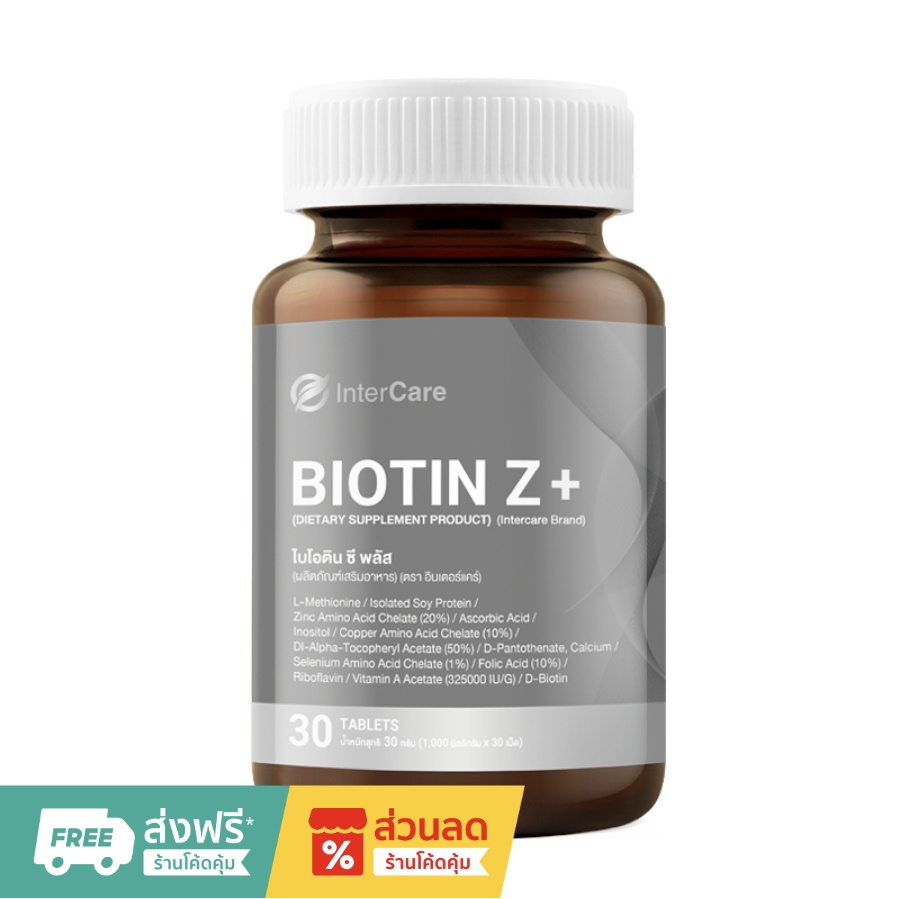 InterCare
BIOTIN Z+
(DIETARY SUPPLEMENT PRODUCT) (Intercare Brand)
ไบโอติน ซี พลัส
(ผลิตภัณฑ์เสริมอาหาร) (ตรา อินเตอร์แคร์)
L-Methionine / Isolated Soy Protein /
Zinc Amino Acid Chelate (20%) / Ascorbic Acid /
Inositol / Copper Amino Acid Chelate (10%) /
Dl-Alpha-Tocopheryl Acetate (50%) / D-Pantothenate, Calcium /
Selenium Amino Acid Chelate (1%) / Folic Acid (10%) /
Riboflavin / Vitamin A Acetate (325000 IU/G) / D-Biotin
30 TABLETS
น้ำหนักสุทธิ 30 กรัม (1,000 มิลลิกรัม x 30 เม็ด)
FREE ส่งฟรี*
ร้านโค้ดคุ้ม
% ส่วนลด
ร้านโค้ดคุ้ม